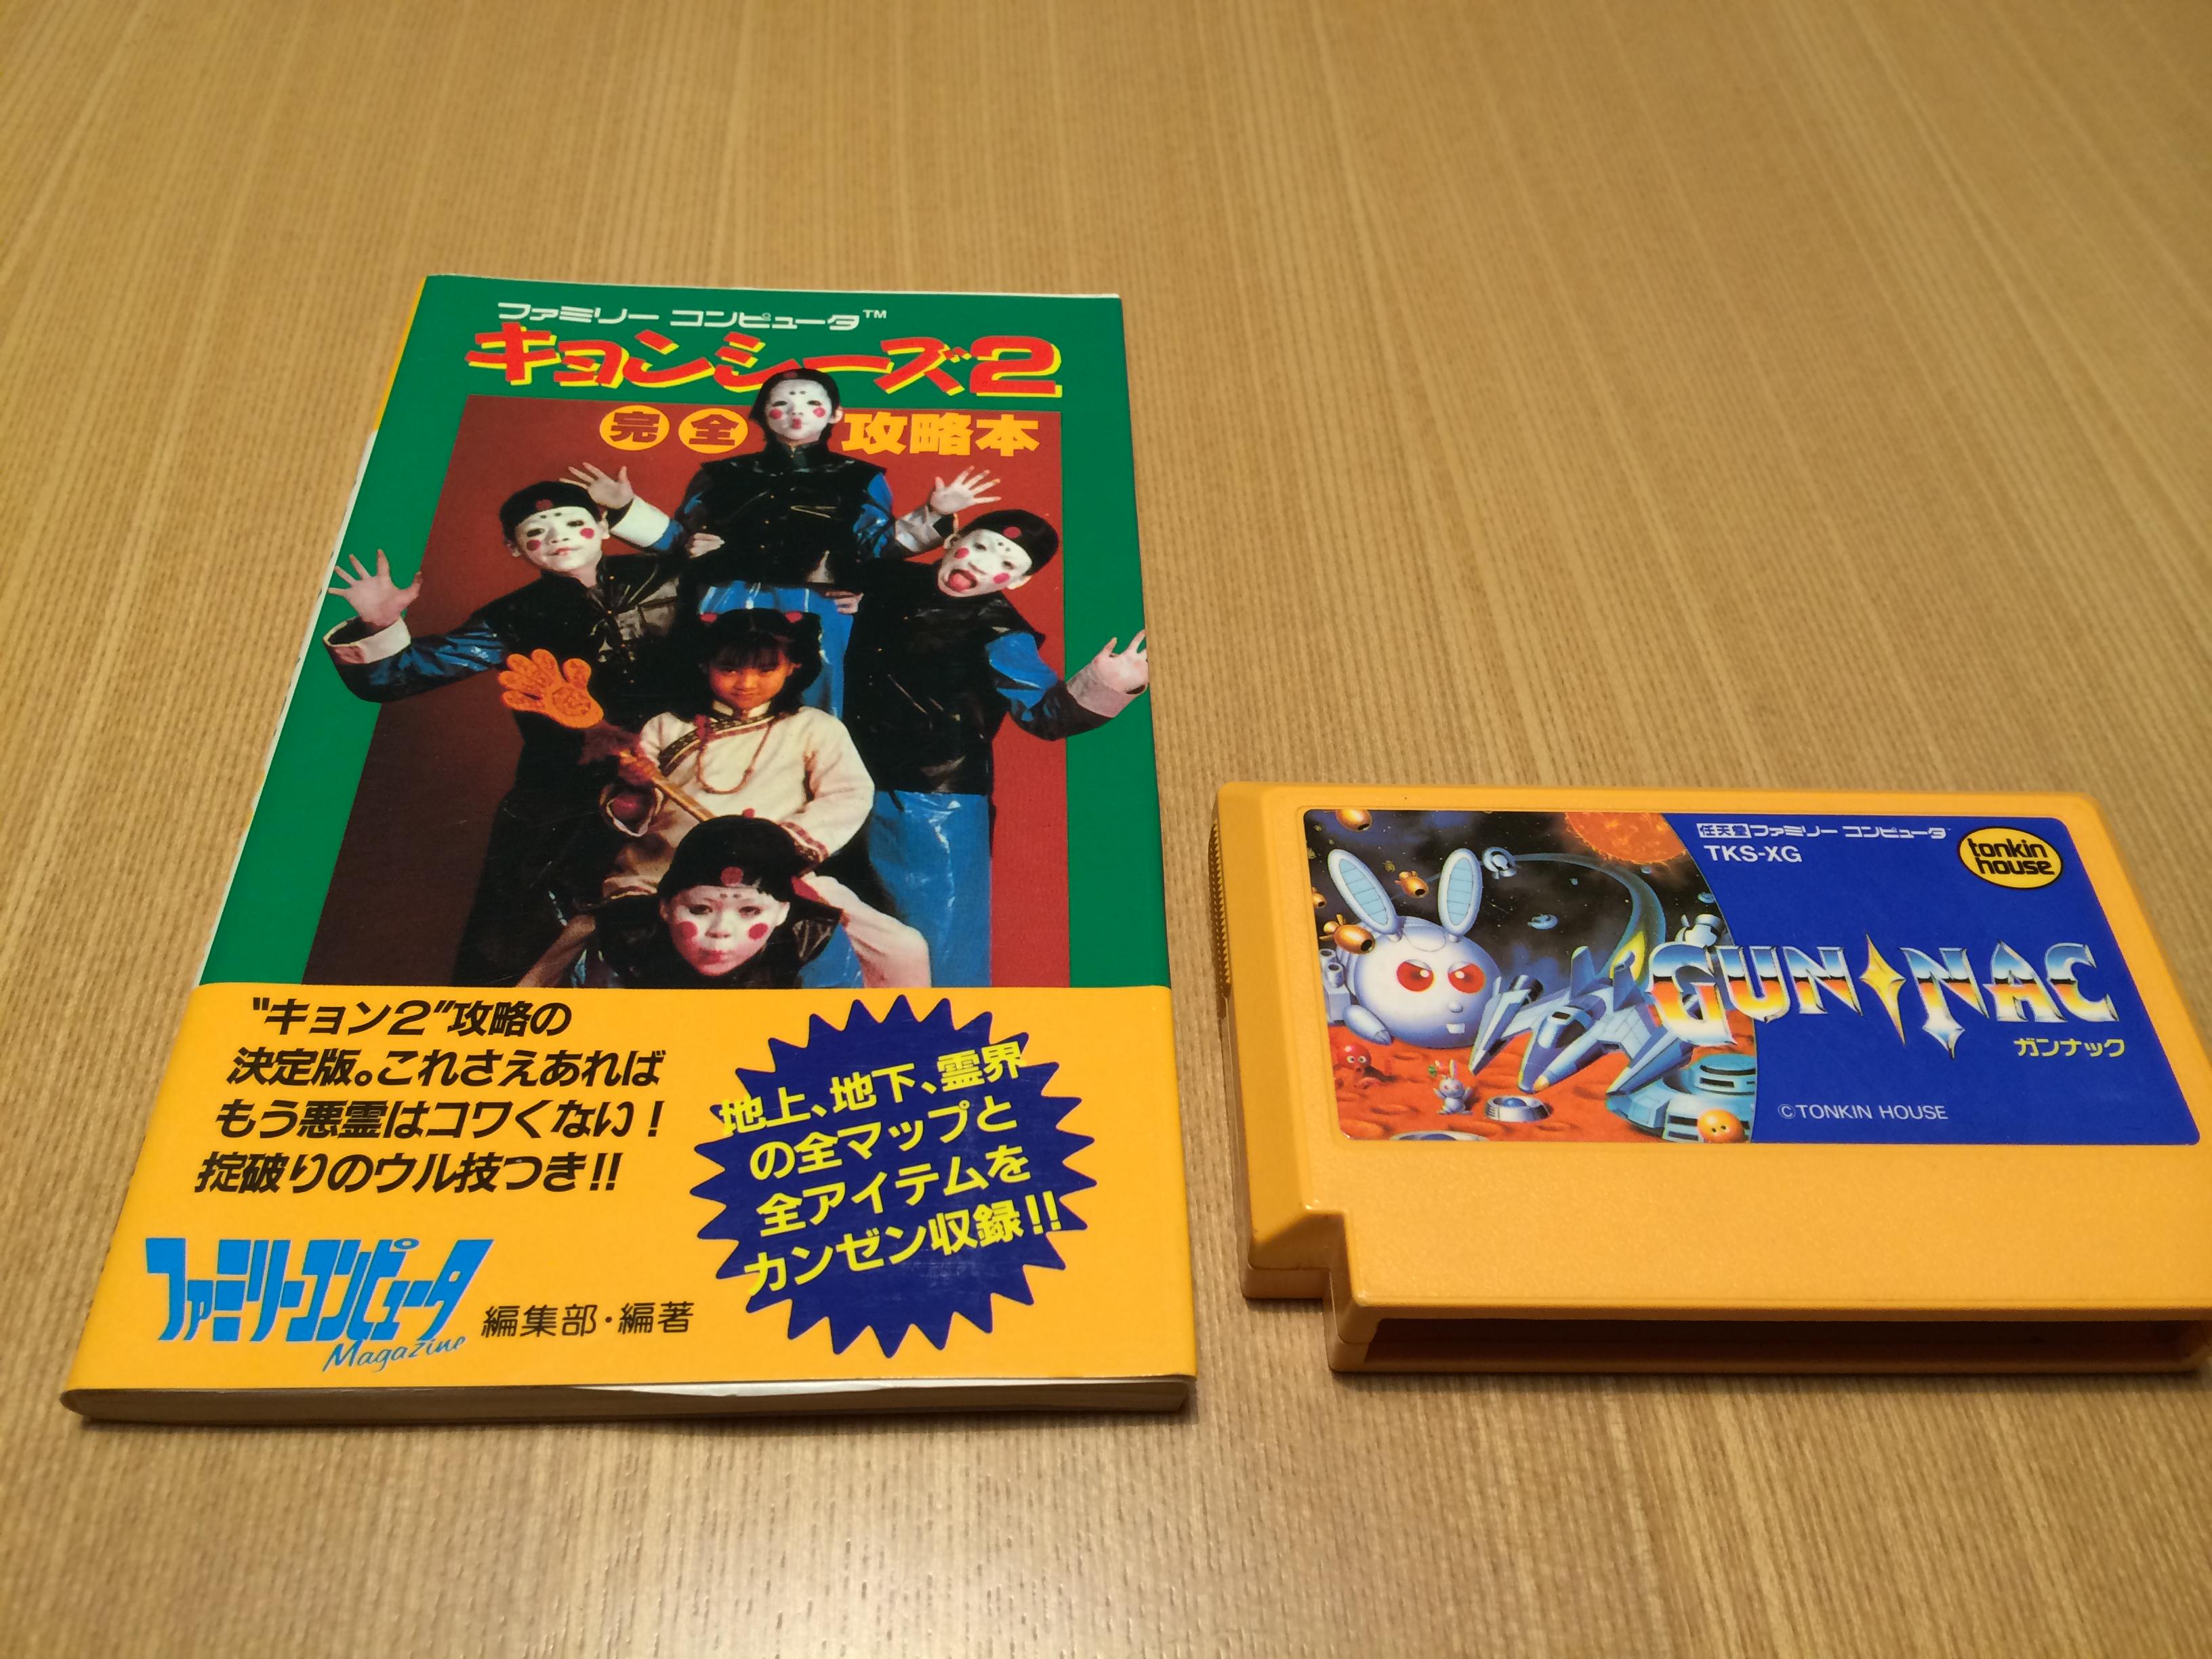 ファミリー コンピュータ™
キョンシーズ2
完全 攻略本
"キョン2"攻略の
決定版。これさえあれば
もう悪霊はコワくない!
掟破りのウル技つき!!
地上、地下、霊界
の全マップと
全アイテムを
カンゼン収録!!
ファミリーコンピュータ
Magazine
編集部・編著
任天堂 ファミリー コンピュータ
TKS-XG
tonkin
house
GUN NAC
ガンナック
©TONKIN HOUSE